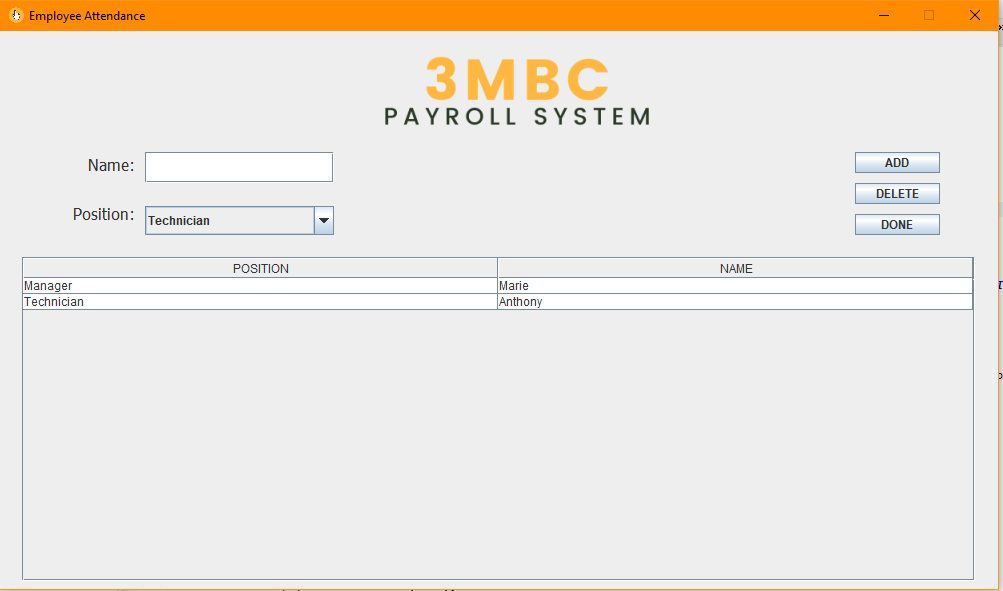 Employee Attendance
3MBC
PAYROLL SYSTEM
Name:
ADD
DELETE
Position:
Technician
DONE
POSITION NAME
Manager Marie
Technician Anthony